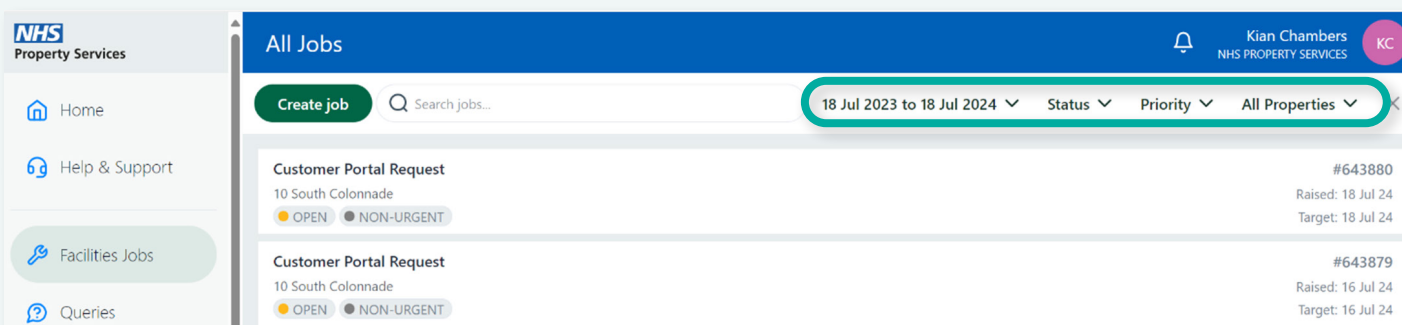 NHS
Property Services
Home
Help & Support
Facilities Jobs
Queries
All Jobs
Kian Chambers
NHS PROPERTY SERVICES
KC
Create job
Search jobs...
18 Jul 2023 to 18 Jul 2024
Status
Priority
All Properties
Customer Portal Request
#643880
10 South Colonnade
Raised: 18 Jul 24
OPEN
NON-URGENT
Target: 18 Jul 24
Customer Portal Request
#643879
10 South Colonnade
Raised: 16 Jul 24
OPEN
NON-URGENT
Target: 16 Jul 24